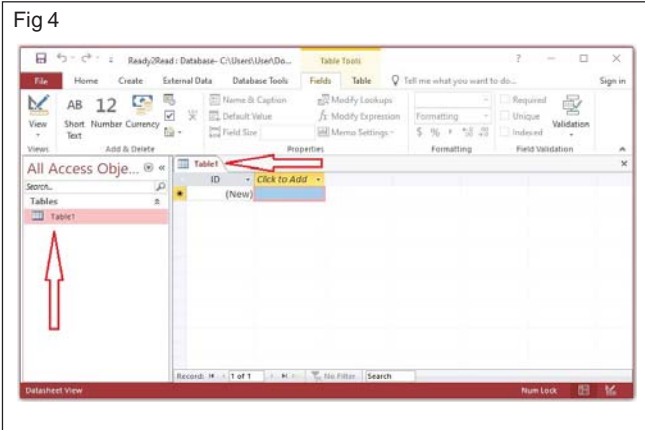 Fig 4
Ready2Read : Database- C:\Users\User\Do...
Table Tools
File Home Create External Data Database Tools Fields Table Tell me what you want to do... Sign in
AB 12
View Short Text Number Currency
Name & Caption
Default Value
Field Size
Modify Lookups
fx Modify Expression
Memo Settings
Formatting
$ %
Required
Unique
Indexed
Validation
Views Add & Delete Properties Formatting Field Validation
All Access Obje...
Search...
Tables
Table1
Table1
ID Click to Add
(New)
Record: 1 of 1 No Filter Search
Datasheet View Num Lock